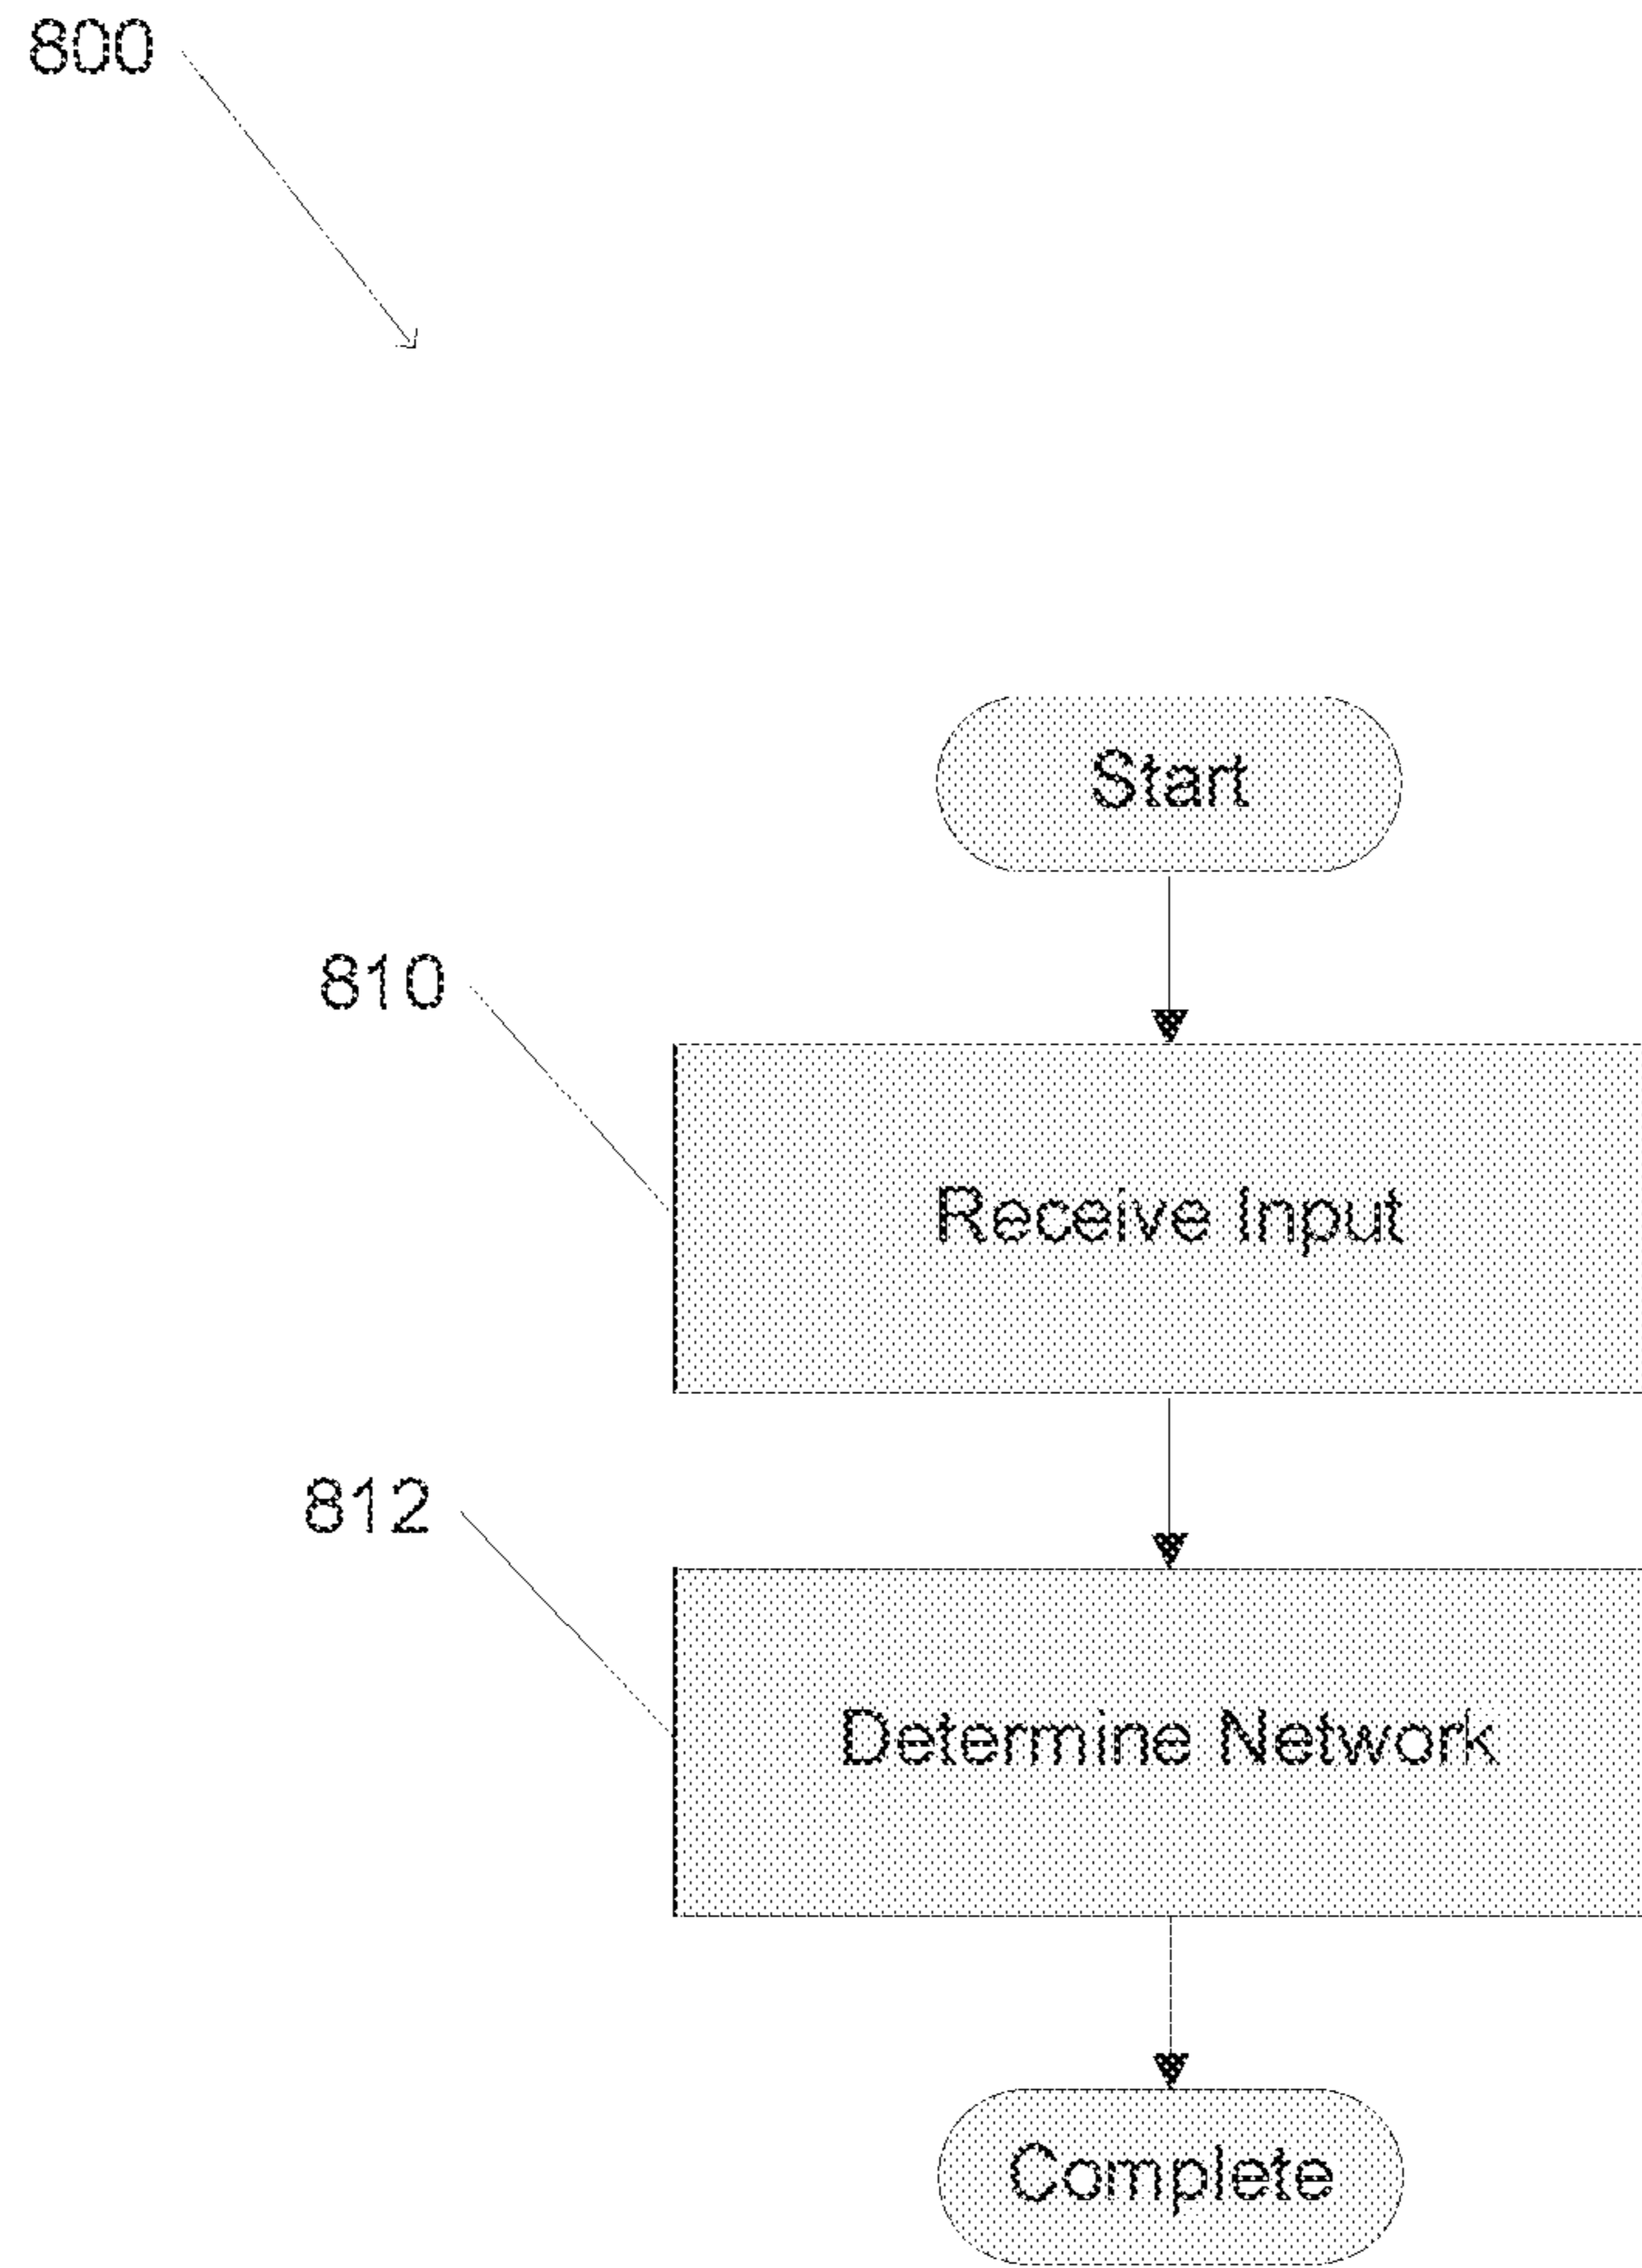 800
Start
810
Receive Input
812
Determine Network
Complete